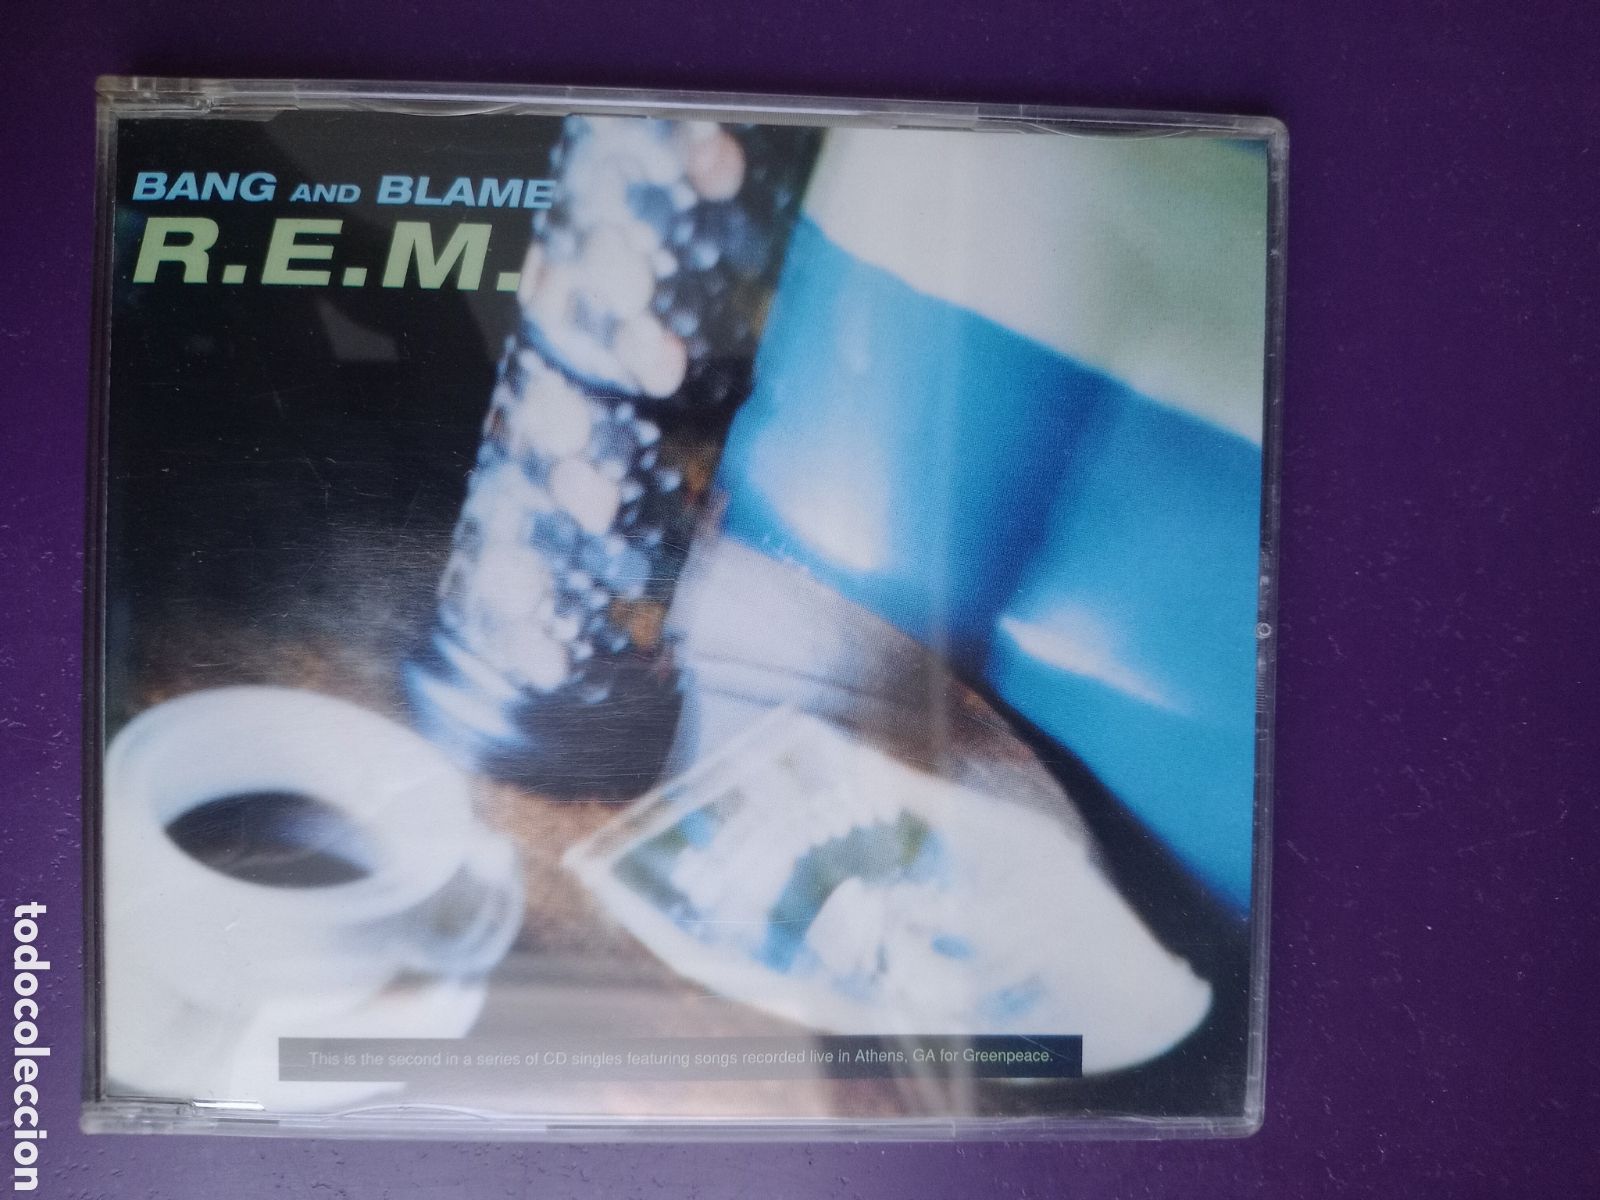 BANG AND BLAME
R.E.M.
This is the second in a series of CD singles featuring songs recorded live in Athens, GA for Greenpeace.
todocoleccion